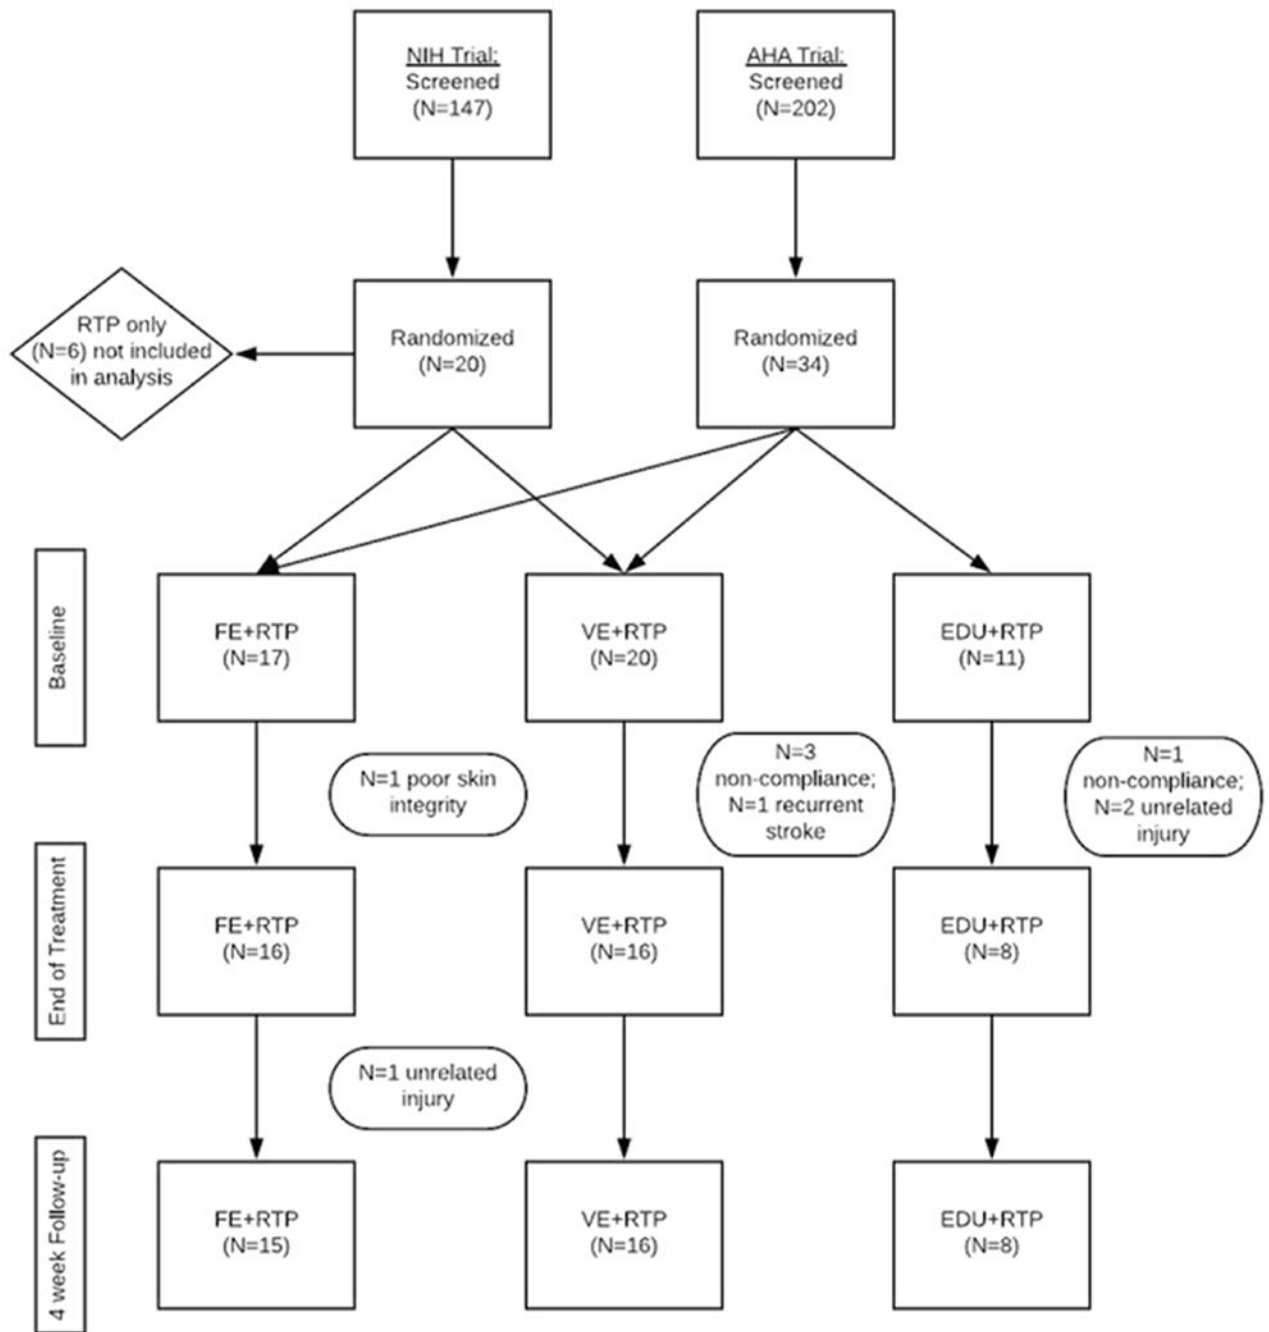 NIH Trial:
Screened
(N=147)
AHA Trial:
Screened
(N=202)
RTP only
(N=6) not included
in analysis
Randomized
(N=20)
Randomized
(N=34)
Baseline
FE+RTP
(N=17)
VE+RTP
(N=20)
EDU+RTP
(N=11)
N=1 poor skin
integrity
N=3
non-compliance;
N=1 recurrent
stroke
N=1
non-compliance;
N=2 unrelated
injury
End of Treatment
FE+RTP
(N=16)
VE+RTP
(N=16)
EDU+RTP
(N=8)
N=1 unrelated
injury
4 week Follow-up
FE+RTP
(N=15)
VE+RTP
(N=16)
EDU+RTP
(N=8)